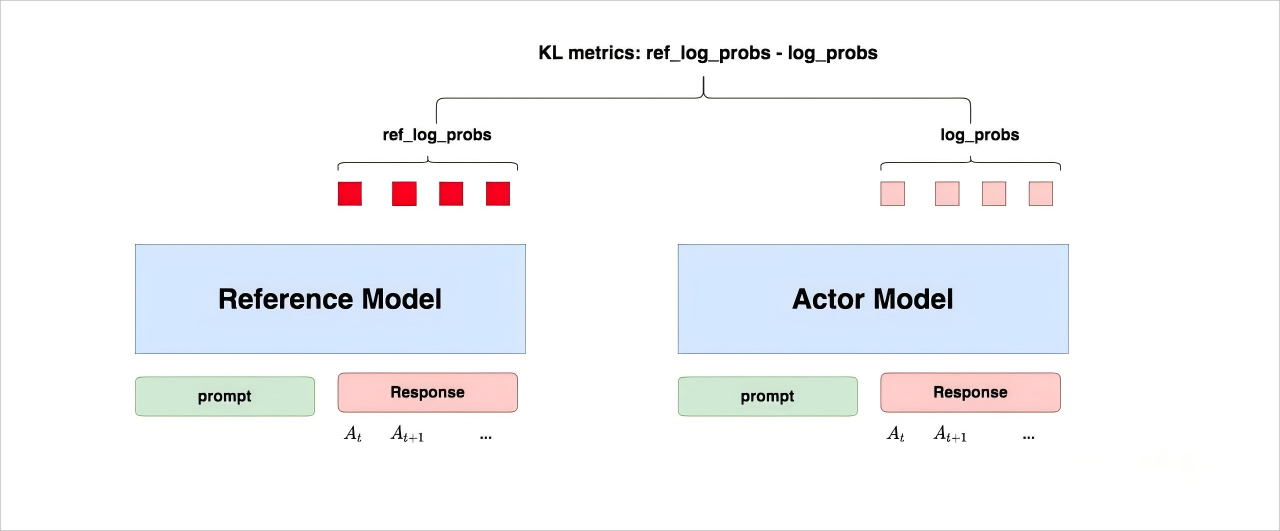 KL metrics: ref_log_probs - log_probs
ref_log_probs
log_probs
Reference Model
Actor Model
prompt
Response
prompt
Response
A_t
A_{t+1}
...
A_t
A_{t+1}
...